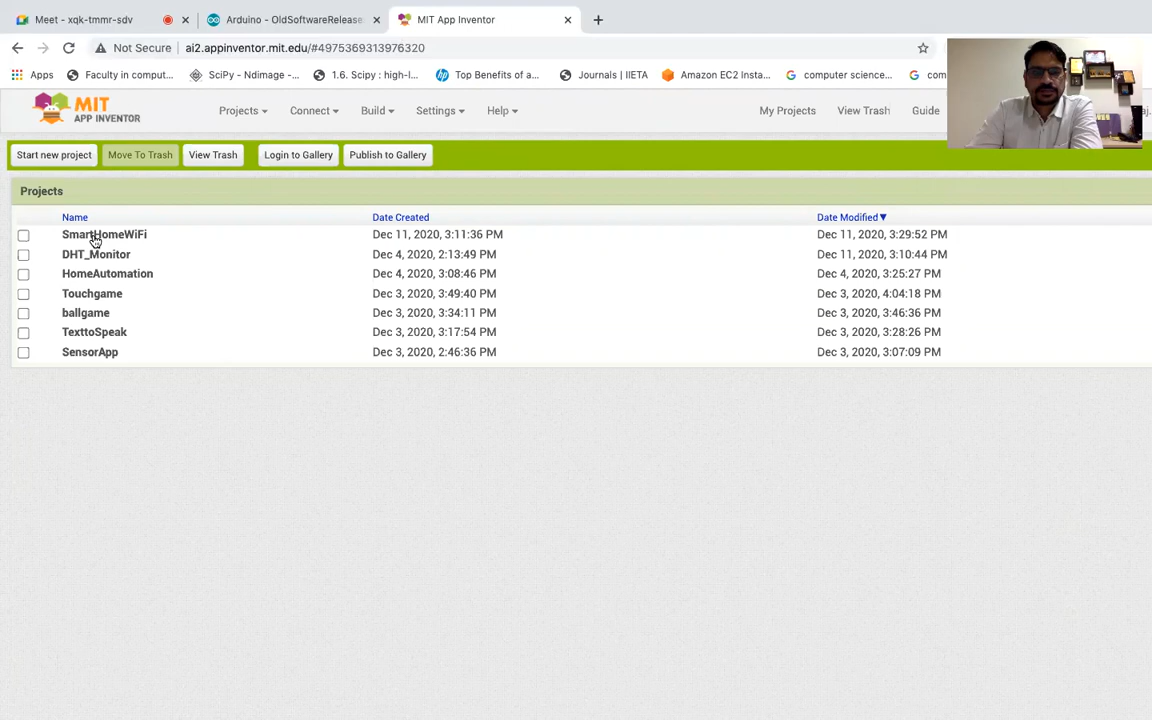 Meet - xqk-tmmr-sdv
Arduino - OldSoftwareRelease
MIT App Inventor
Not Secure
ai2.appinventor.mit.edu/#4975369313976320
Apps
Faculty in comput...
SciPy - Ndimage -...
1.6. Scipy : high-l...
Top Benefits of a...
Journals | IIETA
Amazon EC2 Insta...
computer science...
com
MIT
APP INVENTOR
Projects
Connect
Build
Settings
Help
My Projects
View Trash
Guide
aj.
Start new project
Move To Trash
View Trash
Login to Gallery
Publish to Gallery
Projects
Name Date Created Date Modified
SmartHomeWiFi Dec 11, 2020, 3:11:36 PM Dec 11, 2020, 3:29:52 PM
DHT_Monitor Dec 4, 2020, 2:13:49 PM Dec 11, 2020, 3:10:44 PM
HomeAutomation Dec 4, 2020, 3:08:46 PM Dec 4, 2020, 3:25:27 PM
Touchgame Dec 3, 2020, 3:49:40 PM Dec 3, 2020, 4:04:18 PM
ballgame Dec 3, 2020, 3:34:11 PM Dec 3, 2020, 3:46:36 PM
TexttoSpeak Dec 3, 2020, 3:17:54 PM Dec 3, 2020, 3:28:26 PM
SensorApp Dec 3, 2020, 2:46:36 PM Dec 3, 2020, 3:07:09 PM